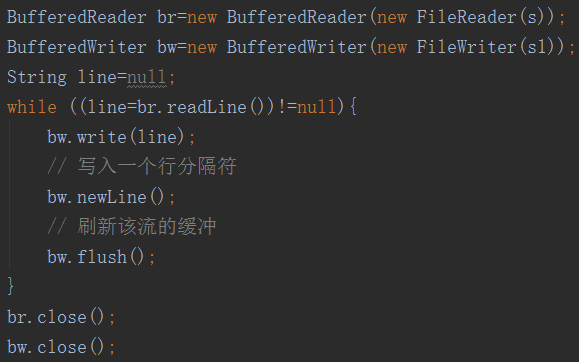 BufferedReader br=new BufferedReader(new FileReader(s));
BufferedWriter bw=new BufferedWriter(new FileWriter(s1));
String line=null;
while ((line=br.readLine())!=null){
    bw.write(line);
    // 写入一个行分隔符
    bw.newLine();
    // 刷新该流的缓冲
    bw.flush();
}
br.close();
bw.close();